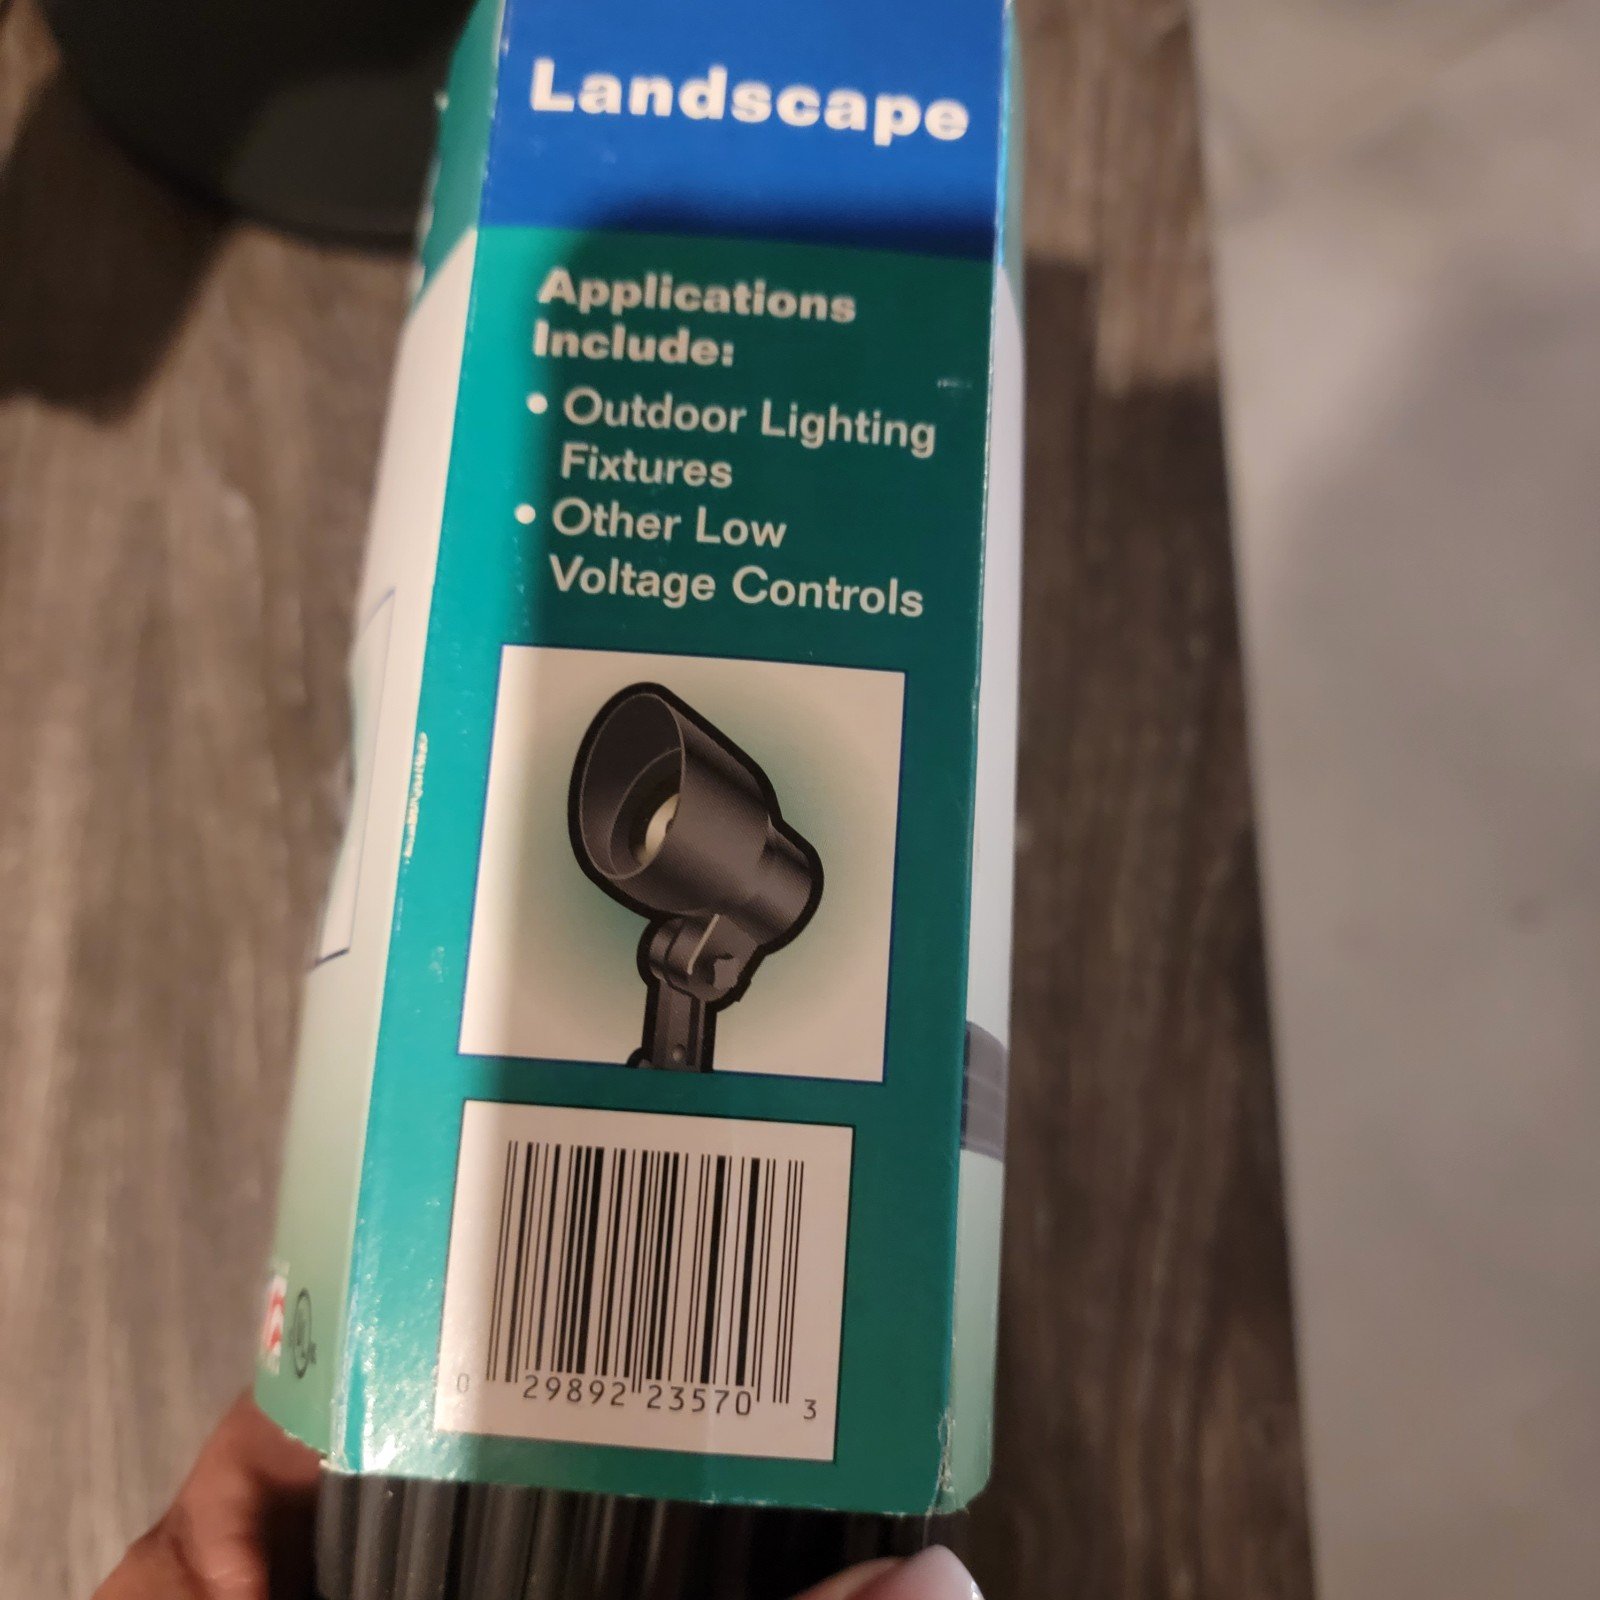 Landscape
Applications
Include:
• Outdoor Lighting
Fixtures
• Other Low
Voltage Controls
0 29892 23570 3